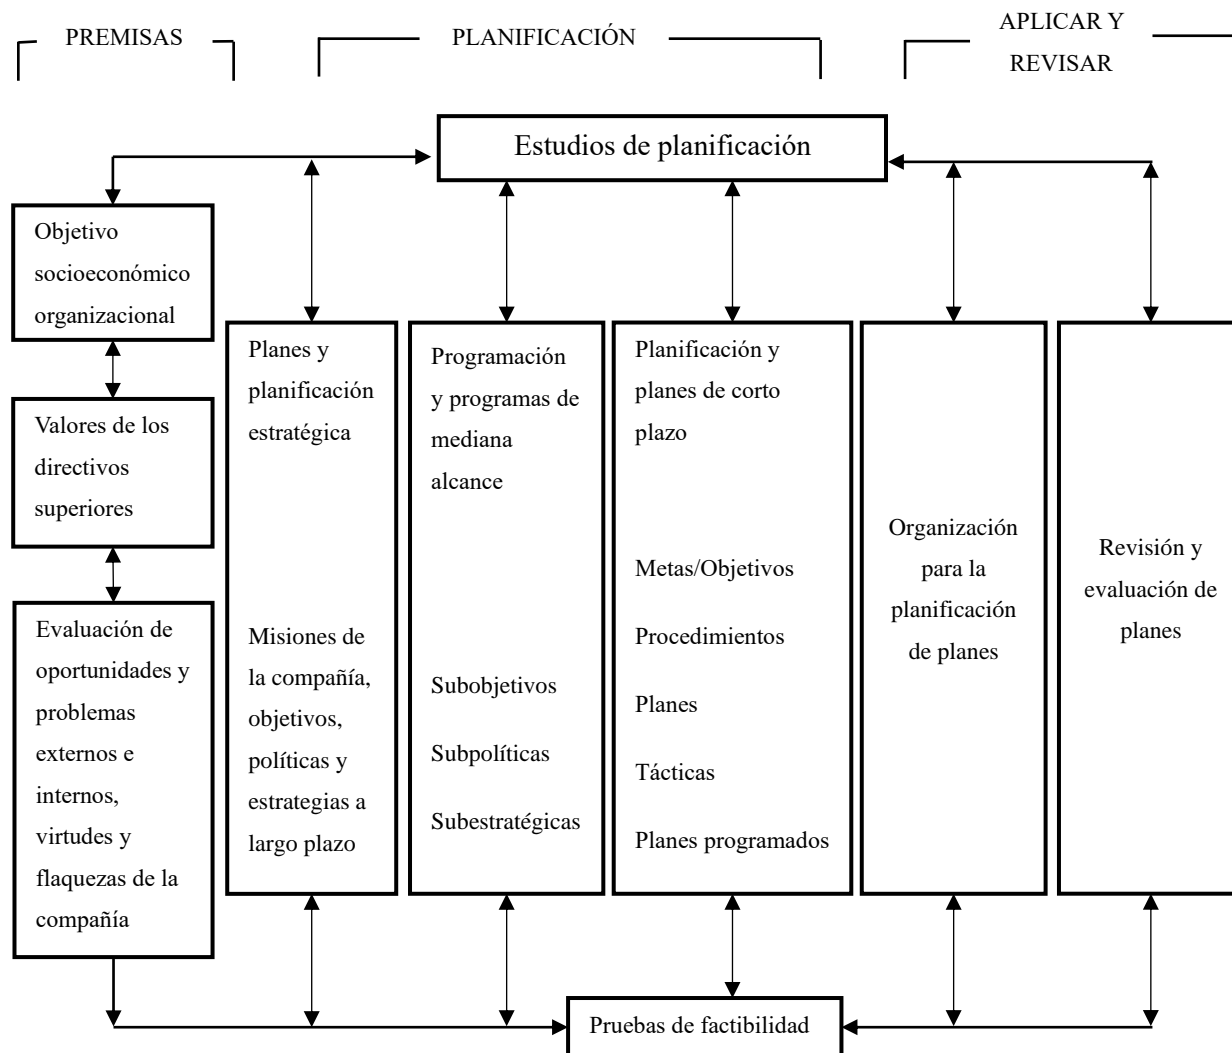 PREMISAS
PLANIFICACIÓN
APLICAR Y
REVISAR
Estudios de planificación
Objetivo
socioeconómico
organizacional
Valores de los
directivos
superiores
Evaluación de
oportunidades y
problemas
externos e
internos,
virtudes y
flaquezas de la
compañía
Planes y
planificación
estratégica
Misiones de
la compañía,
objetivos,
políticas y
estrategias a
largo plazo
Programación
y programas de
mediana
alcance
Subobjetivos
Subpolíticas
Subestratégicas
Planificación y
planes de corto
plazo
Metas/Objetivos
Procedimientos
Planes
Tácticas
Planes programados
Organización
para la
planificación
de planes
Revisión y
evaluación de
planes
Pruebas de factibilidad